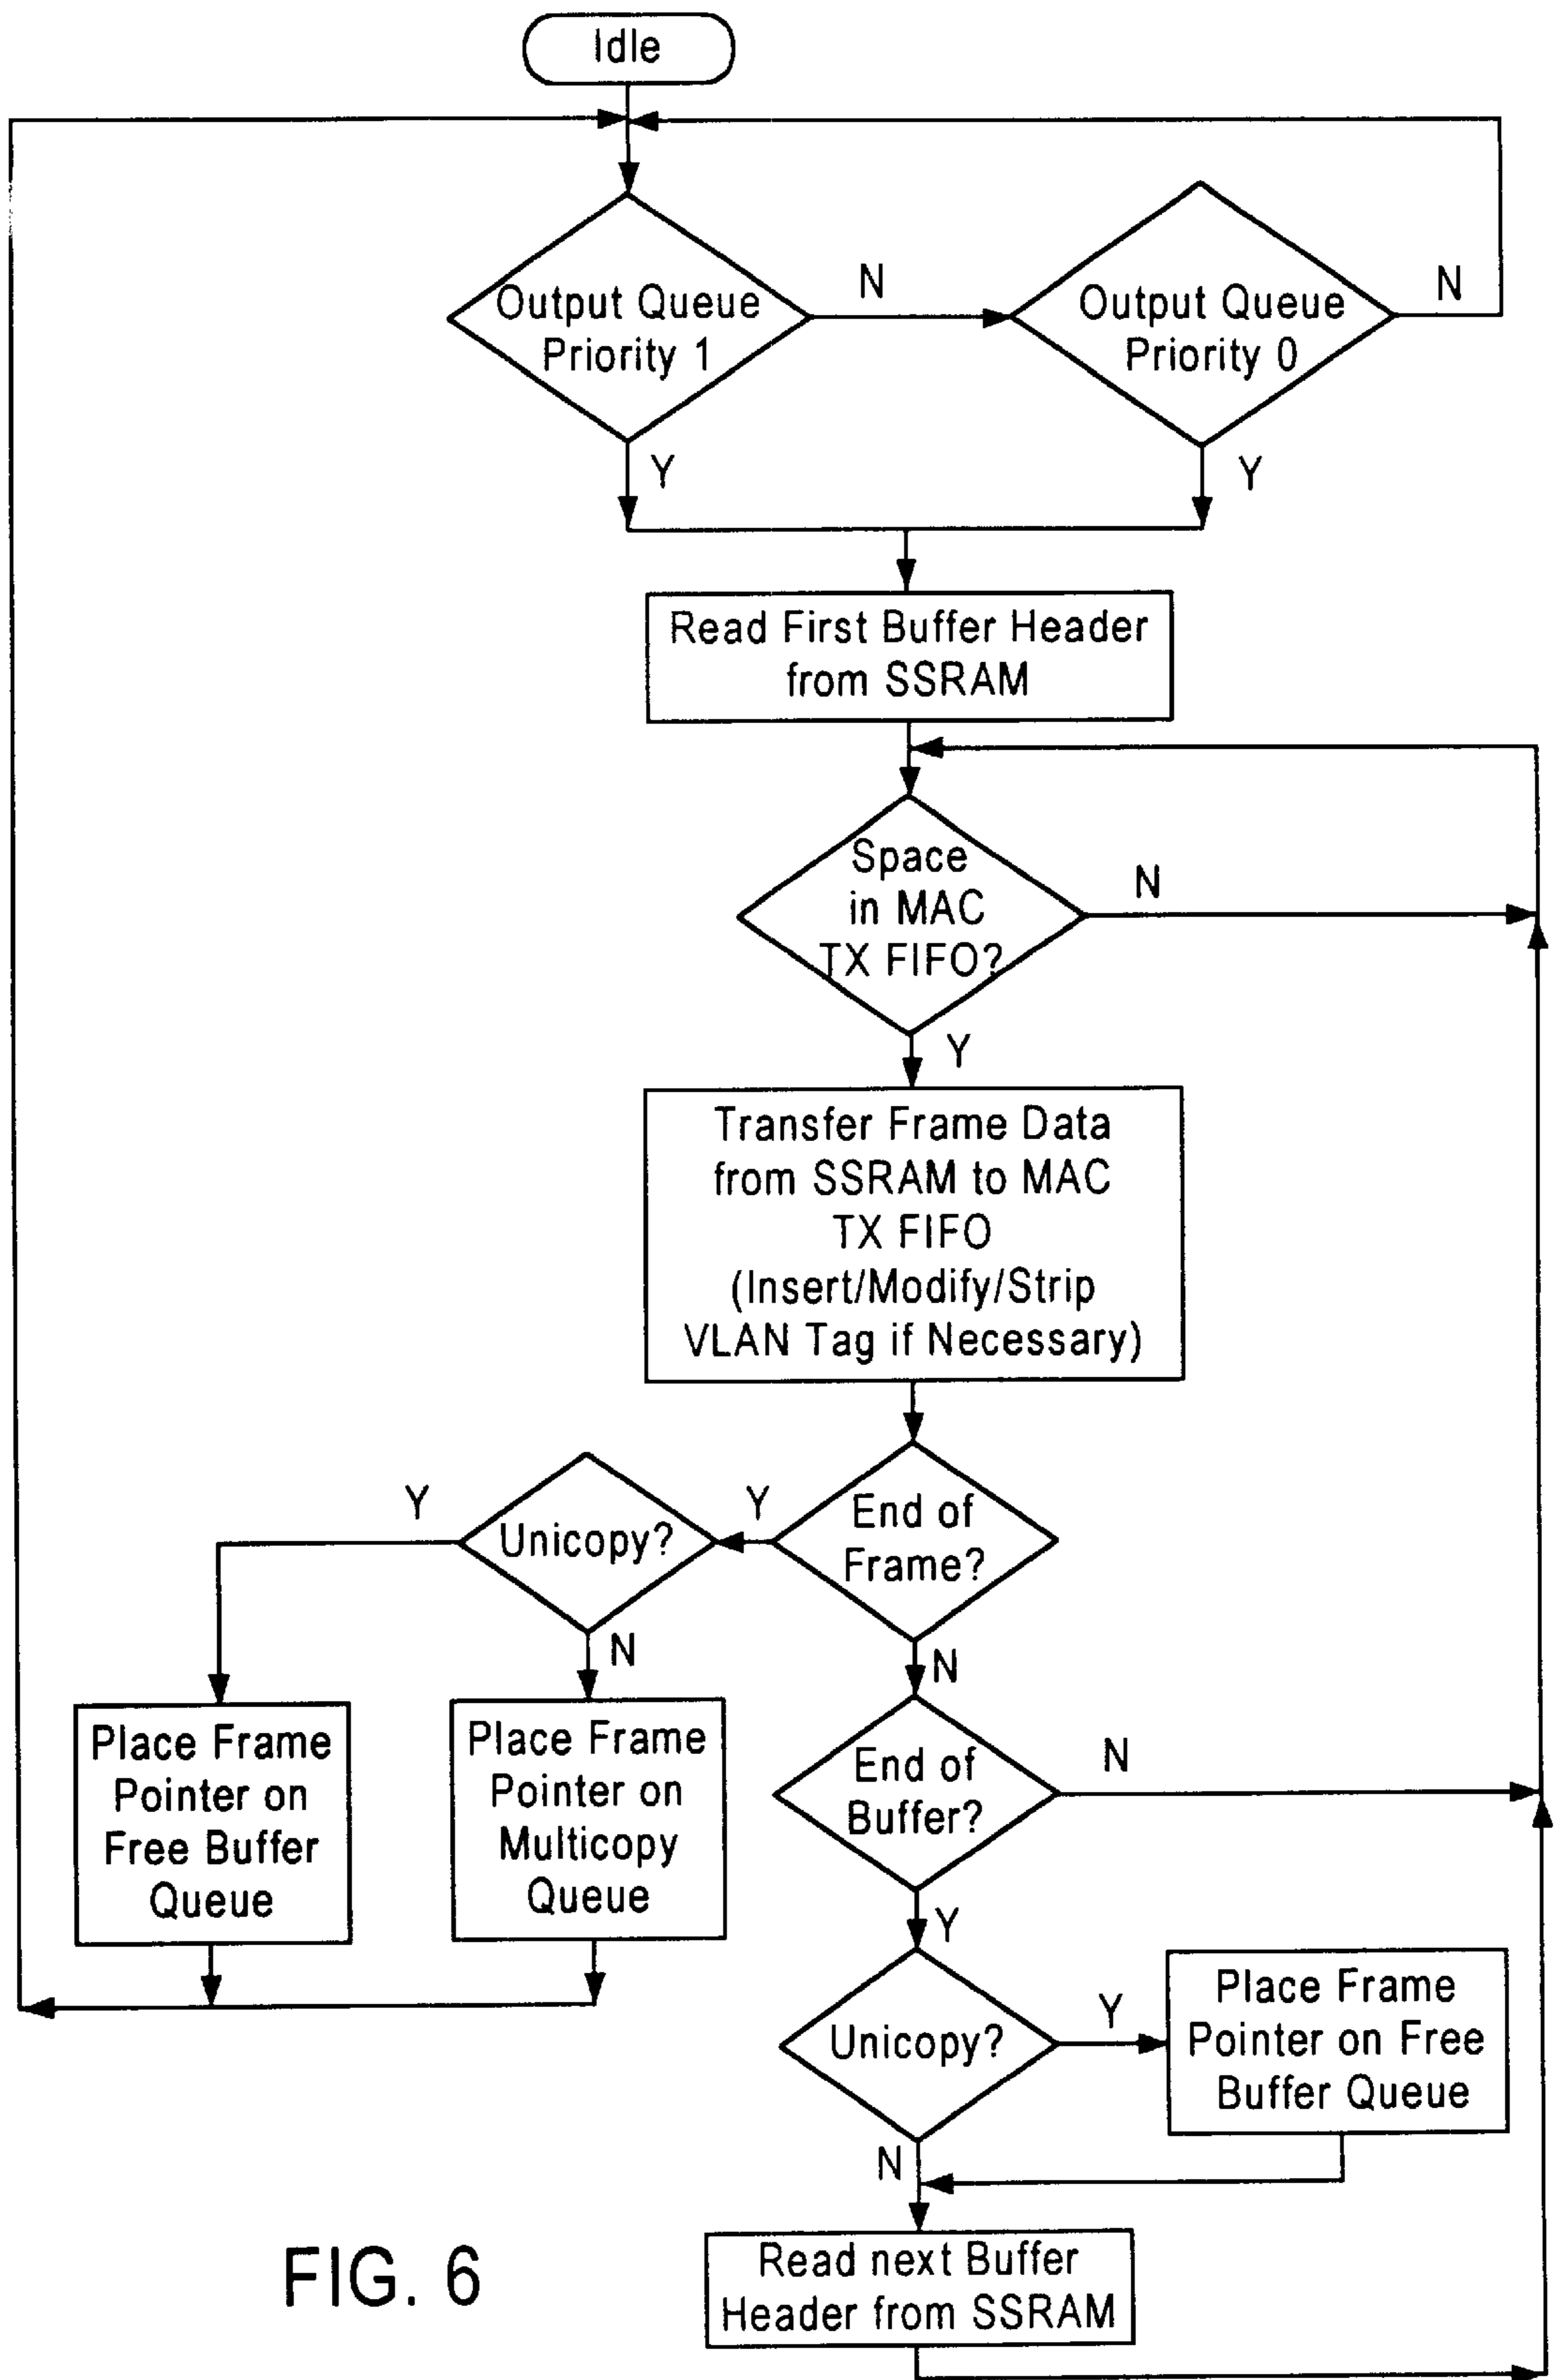 Idle
Output Queue
Priority 1
N
Output Queue
Priority 0
N
Y
Y
Read First Buffer Header
from SSRAM
Space
in MAC
TX FIFO?
N
Y
Transfer Frame Data
from SSRAM to MAC
TX FIFO
(Insert/Modify/Strip
VLAN Tag if Necessary)
End of
Frame?
Y
Unicopy?
Y
N
N
Place Frame
Pointer on
Free Buffer
Queue
Place Frame
Pointer on
Multicopy
Queue
End of
Buffer?
N
Y
Unicopy?
Y
Place Frame
Pointer on Free
Buffer Queue
N
Read next Buffer
Header from SSRAM
FIG. 6